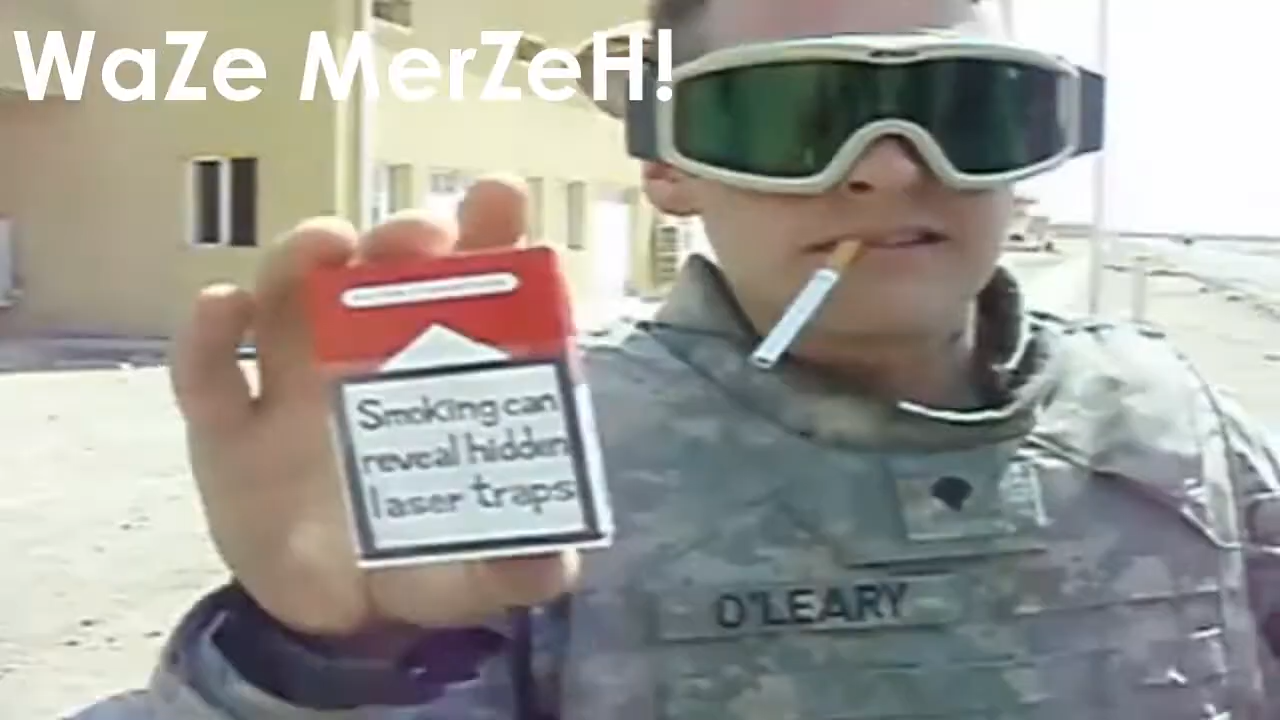 WaZe MerZeH!
Smoking can
reveal hidden
laser traps
O'LEARY